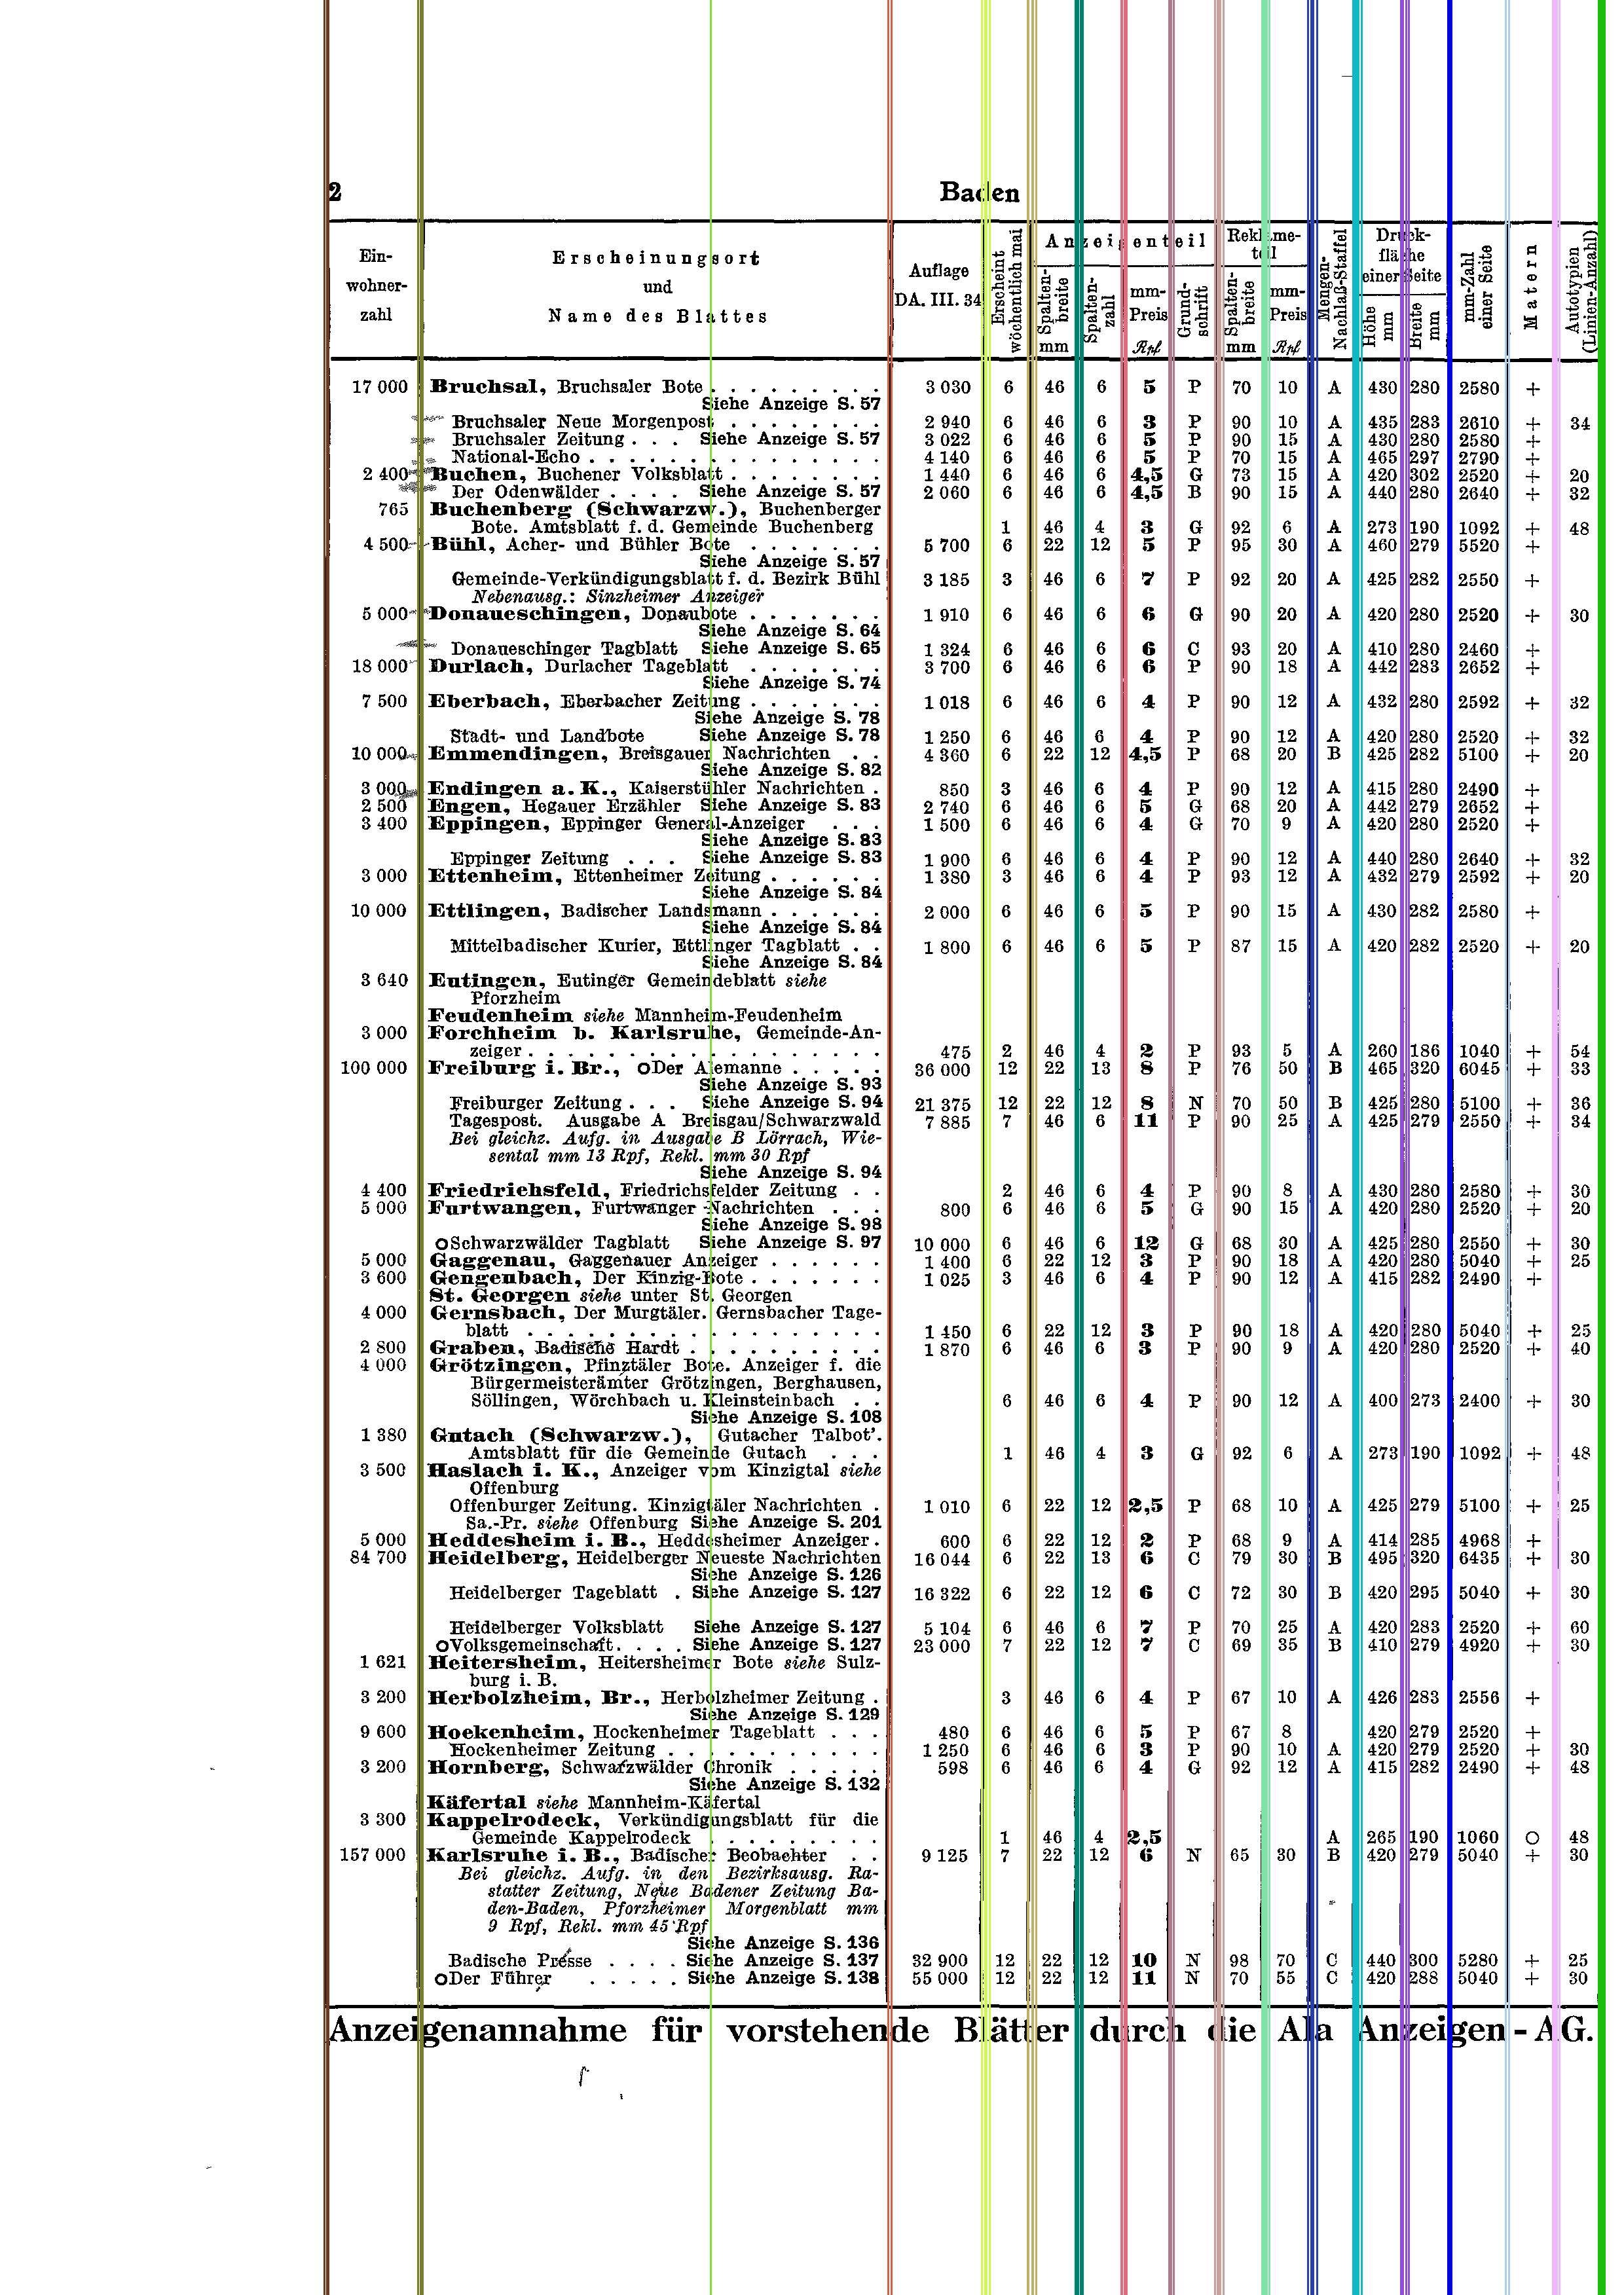 2
Baden
Ein-
wohner-
zahl
Erscheinungsort
und
Name des Blattes
Auflage
DA. III. 34
Erscheint
wöchentlich mal
Anzeigenteil
Spalten-
breite
mm
Spalten-
zahl
mm-
Preis
Rpf
Grund-
schrift
Reklame-
teil
Spalten-
breite
mm
mm-
Preis
Rpf
Mengen-
Nachlaß-Staffel
Druck-
fläche
einer Seite
Höhe
mm
Breite
mm
mm-Zahl
einer Seite
Matern
Autotypien
(Linien-Anzahl)
17 000 Bruchsal, Bruchsaler Bote . . . . . . . . . 3 030 6 46 6 5 P 70 10 A 430 280 2580 +
Siehe Anzeige S. 57
Bruchsaler Neue Morgenpost . . . . . . . . 2 940 6 46 6 3 P 90 10 A 435 283 2610 + 34
Bruchsaler Zeitung . . . Siehe Anzeige S. 57 3 022 6 46 6 5 P 90 15 A 430 280 2580 +
National-Echo . . . . . . . . . . . . . . . 4 140 6 46 6 5 P 70 15 A 465 297 2790 +
2 400 Buchen, Buchener Volksblatt . . . . . . . . 1 440 6 46 6 4,5 G 73 15 A 420 302 2520 + 20
Der Odenwälder . . . . Siehe Anzeige S. 57 2 060 6 46 6 4,5 B 90 15 A 440 280 2640 + 32
765 Buchenberg (Schwarzw.), Buchenberger
Bote. Amtsblatt f. d. Gemeinde Buchenberg 1 46 4 3 G 92 6 A 273 190 1092 + 48
4 500 Bühl, Acher- und Bühler Bote . . . . . . . 5 700 6 22 12 5 P 95 30 A 460 279 5520 +
Siehe Anzeige S. 57
Gemeinde-Verkündigungsblatt f. d. Bezirk Bühl 3 185 3 46 6 7 P 92 20 A 425 282 2550 +
Nebenausg.: Sinzheimer Anzeiger
5 000 Donaueschingen, Donaubote . . . . . . . 1 910 6 46 6 6 G 90 20 A 420 280 2520 + 30
Siehe Anzeige S. 64
Donaueschinger Tagblatt Siehe Anzeige S. 65 1 324 6 46 6 6 C 93 20 A 410 280 2460 +
18 000 Durlach, Durlacher Tageblatt . . . . . . . 3 700 6 46 6 6 P 90 18 A 442 283 2652 +
Siehe Anzeige S. 74
7 500 Eberbach, Eberbacher Zeitung . . . . . . . 1 018 6 46 6 4 P 90 12 A 432 280 2592 + 32
Siehe Anzeige S. 78
Stadt- und Landbote Siehe Anzeige S. 78 1 250 6 46 6 4 P 90 12 A 420 280 2520 + 32
10 000 Emmendingen, Breisgauer Nachrichten . . 4 360 6 22 12 4,5 P 68 20 B 425 282 5100 + 20
Siehe Anzeige S. 82
3 000 Endingen a. K., Kaiserstühler Nachrichten . 850 3 46 6 4 P 90 12 A 415 280 2490 +
2 500 Engen, Hegauer Erzähler Siehe Anzeige S. 83 2 740 6 46 6 5 G 68 20 A 442 279 2652 +
3 400 Eppingen, Eppinger General-Anzeiger . . . 1 500 6 46 6 4 G 70 9 A 420 280 2520 +
Siehe Anzeige S. 83
Eppinger Zeitung . . . Siehe Anzeige S. 83 1 900 6 46 6 4 P 90 12 A 440 280 2640 + 32
3 000 Ettenheim, Ettenheimer Zeitung . . . . . . 1 380 3 46 6 4 P 93 12 A 432 279 2592 + 20
Siehe Anzeige S. 84
10 000 Ettlingen, Badischer Landsmann . . . . . . 2 000 6 46 6 5 P 90 15 A 430 282 2580 +
Siehe Anzeige S. 84
Mittelbadischer Kurier, Ettlinger Tagblatt . . 1 800 6 46 6 5 P 87 15 A 420 282 2520 + 20
Siehe Anzeige S. 84
3 640 Eutingen, Eutinger Gemeindeblatt siehe
Pforzheim
Feudenheim siehe Mannheim-Feudenheim
3 000 Forchheim b. Karlsruhe, Gemeinde-An-
zeiger . . . . . . . . . . . . . . . . . 475 2 46 4 2 P 93 5 A 260 186 1040 + 54
100 000 Freiburg i. Br., ODer Alemanne . . . . . 36 000 12 22 13 8 P 76 50 B 465 320 6045 + 33
Siehe Anzeige S. 93
Freiburger Zeitung . . . Siehe Anzeige S. 94 21 375 12 22 12 8 N 70 50 B 425 280 5100 + 36
Tagespost. Ausgabe A Breisgau/Schwarzwald 7 885 7 46 6 11 P 90 25 A 425 279 2550 + 34
Bei gleichz. Aufg. in Ausgabe B Lörrach, Wie-
sental mm 13 Rpf, Rekl. mm 30 Rpf
Siehe Anzeige S. 94
4 400 Friedrichsfeld, Friedrichsfelder Zeitung . . 2 46 6 4 P 90 8 A 430 280 2580 + 30
5 000 Furtwangen, Furtwanger Nachrichten . . . 800 6 46 6 5 G 90 15 A 420 280 2520 + 20
Siehe Anzeige S. 98
OSchwarzwälder Tagblatt Siehe Anzeige S. 97 10 000 6 46 6 12 G 68 30 A 425 280 2550 + 30
5 000 Gaggenau, Gaggenauer Anzeiger . . . . . . 1 400 6 22 12 3 P 90 18 A 420 280 5040 + 25
3 600 Gengenbach, Der Kinzig-Bote . . . . . . . 1 025 3 46 6 4 P 90 12 A 415 282 2490 +
St. Georgen siehe unter St. Georgen
4 000 Gernsbach, Der Murgtäler. Gernsbacher Tage-
blatt . . . . . . . . . . . . . . . . . 1 450 6 22 12 3 P 90 18 A 420 280 5040 + 25
2 800 Graben, Badische Hardt . . . . . . . . . . 1 870 6 46 6 3 P 90 9 A 420 280 2520 + 40
4 000 Grötzingen, Pfinztäler Bote. Anzeiger f. die
Bürgermeisterämter Grötzingen, Berghausen,
Söllingen, Wörchbach u. Kleinsteinbach . . 6 46 6 4 P 90 12 A 400 273 2400 + 30
Siehe Anzeige S. 108
1 380 Gutach (Schwarzw.), Gutacher Talbot'.
Amtsblatt für die Gemeinde Gutach . . . 1 46 4 3 G 92 6 A 273 190 1092 + 48
3 500 Haslach i. K., Anzeiger vom Kinzigtal siehe
Offenburg
Offenburger Zeitung. Kinzigtäler Nachrichten . 1 010 6 22 12 2,5 P 68 10 A 425 279 5100 + 25
Sa.-Pr. siehe Offenburg Siehe Anzeige S. 201
5 000 Heddesheim i. B., Heddesheimer Anzeiger . 600 6 22 12 2 P 68 9 A 414 285 4968 +
84 700 Heidelberg, Heidelberger Neueste Nachrichten 16 044 6 22 13 6 C 79 30 B 495 320 6435 + 30
Siehe Anzeige S. 126
Heidelberger Tageblatt . Siehe Anzeige S. 127 16 322 6 22 12 6 C 72 30 B 420 295 5040 + 30
Heidelberger Volksblatt Siehe Anzeige S. 127 5 104 6 46 6 7 P 70 25 A 420 283 2520 + 60
OVolksgemeinschaft. . . . Siehe Anzeige S. 127 23 000 7 22 12 7 C 69 35 B 410 279 4920 + 30
1 621 Heitersheim, Heitersheimer Bote siehe Sulz-
burg i. B.
3 200 Herbolzheim, Br., Herbolzheimer Zeitung . 3 46 6 4 P 67 10 A 426 283 2556 +
Siehe Anzeige S. 129
9 600 Hockenheim, Hockenheimer Tageblatt . . . 480 6 46 6 5 P 67 8 420 279 2520 +
Hockenheimer Zeitung . . . . . . . . . . . 1 250 6 46 6 3 P 90 10 A 420 279 2520 + 30
3 200 Hornberg, Schwarzwälder Chronik . . . . . 598 6 46 6 4 G 92 12 A 415 282 2490 + 48
Siehe Anzeige S. 132
Käfertal siehe Mannheim-Käfertal
3 300 Kappelrodeck, Verkündigungsblatt für die
Gemeinde Kappelrodeck . . . . . . . . 1 46 4 2,5 A 265 190 1060 O 48
157 000 Karlsruhe i. B., Badischer Beobachter . . 9 125 7 22 12 6 N 65 30 B 420 279 5040 + 30
Bei gleichz. Aufg. in den Bezirksausg. Ra-
statter Zeitung, Neue Badener Zeitung Ba-
den-Baden, Pforzheimer Morgenblatt mm
9 Rpf, Rekl. mm 45 Rpf
Siehe Anzeige S. 136
Badische Presse . . . . Siehe Anzeige S. 137 32 900 12 22 12 10 N 98 70 C 440 300 5280 + 25
ODer Führer . . . . . Siehe Anzeige S. 138 55 000 12 22 12 11 N 70 55 C 420 288 5040 + 30
Anzeigenannahme für vorstehende Blätter durch die Ala Anzeigen-AG.